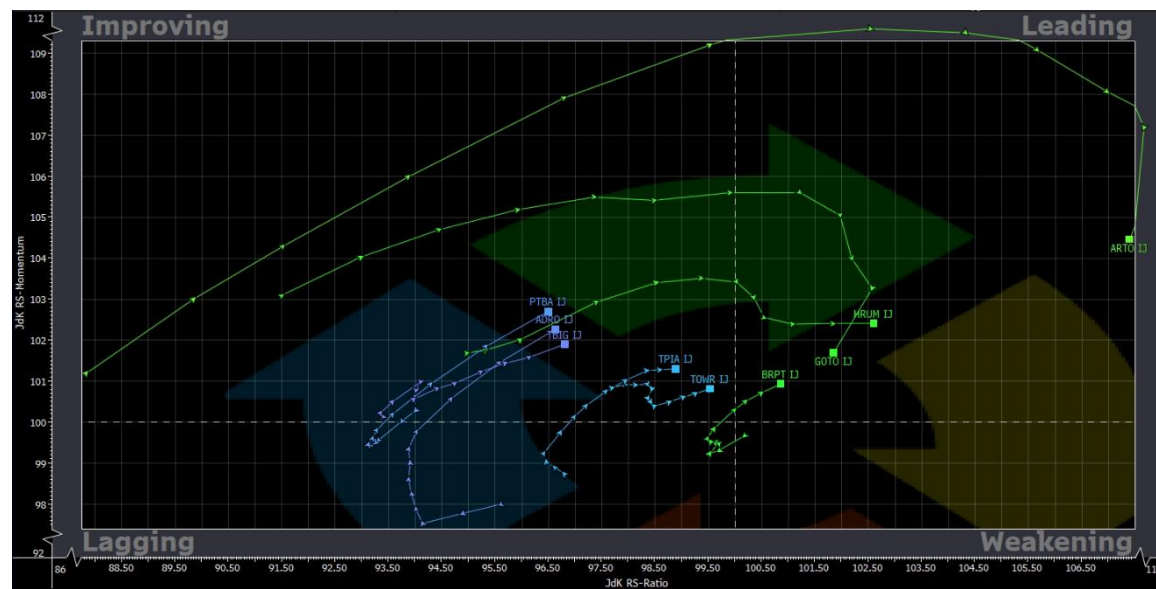 112
Improving
Leading
109
108
107
106
105
104
103
102
101
100
99
98
92
JdK RS-Momentum
ARTO IJ
PTBA IJ
ADRO IJ
TBIG IJ
HRUM IJ
GOTO IJ
TPIA IJ
TOWR IJ
BRPT IJ
Lagging
Weakening
86
88.50
89.50
90.50
91.50
92.50
93.50
94.50
95.50
96.50
97.50
98.50
99.50
100.50
101.50
102.50
103.50
104.50
105.50
106.50
JdK RS-Ratio